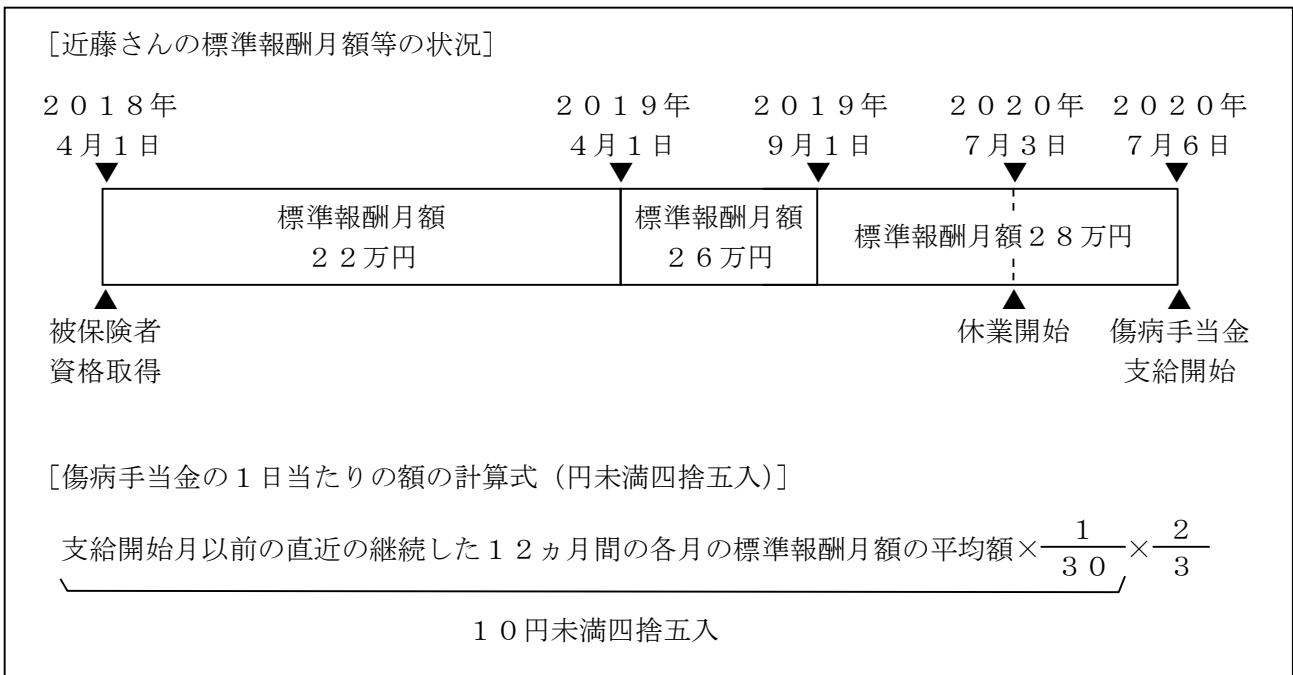 ［近藤さんの標準報酬月額等の状況］
２０１８年 ２０１９年 ２０１９年 ２０２０年 ２０２０年
４月１日 ４月１日 ９月１日 ７月３日 ７月６日
▼ ▼ ▼ ▼ ▼
標準報酬月額 標準報酬月額 標準報酬月額２８万円
２２万円 ２６万円
▲ ▲ ▲
被保険者 休業開始 傷病手当金
資格取得 支給開始
［傷病手当金の１日当たりの額の計算式（円未満四捨五入）］
支給開始月以前の直近の継続した１２ヵ月間の各月の標準報酬月額の平均額×１/３０×２/３
１０円未満四捨五入